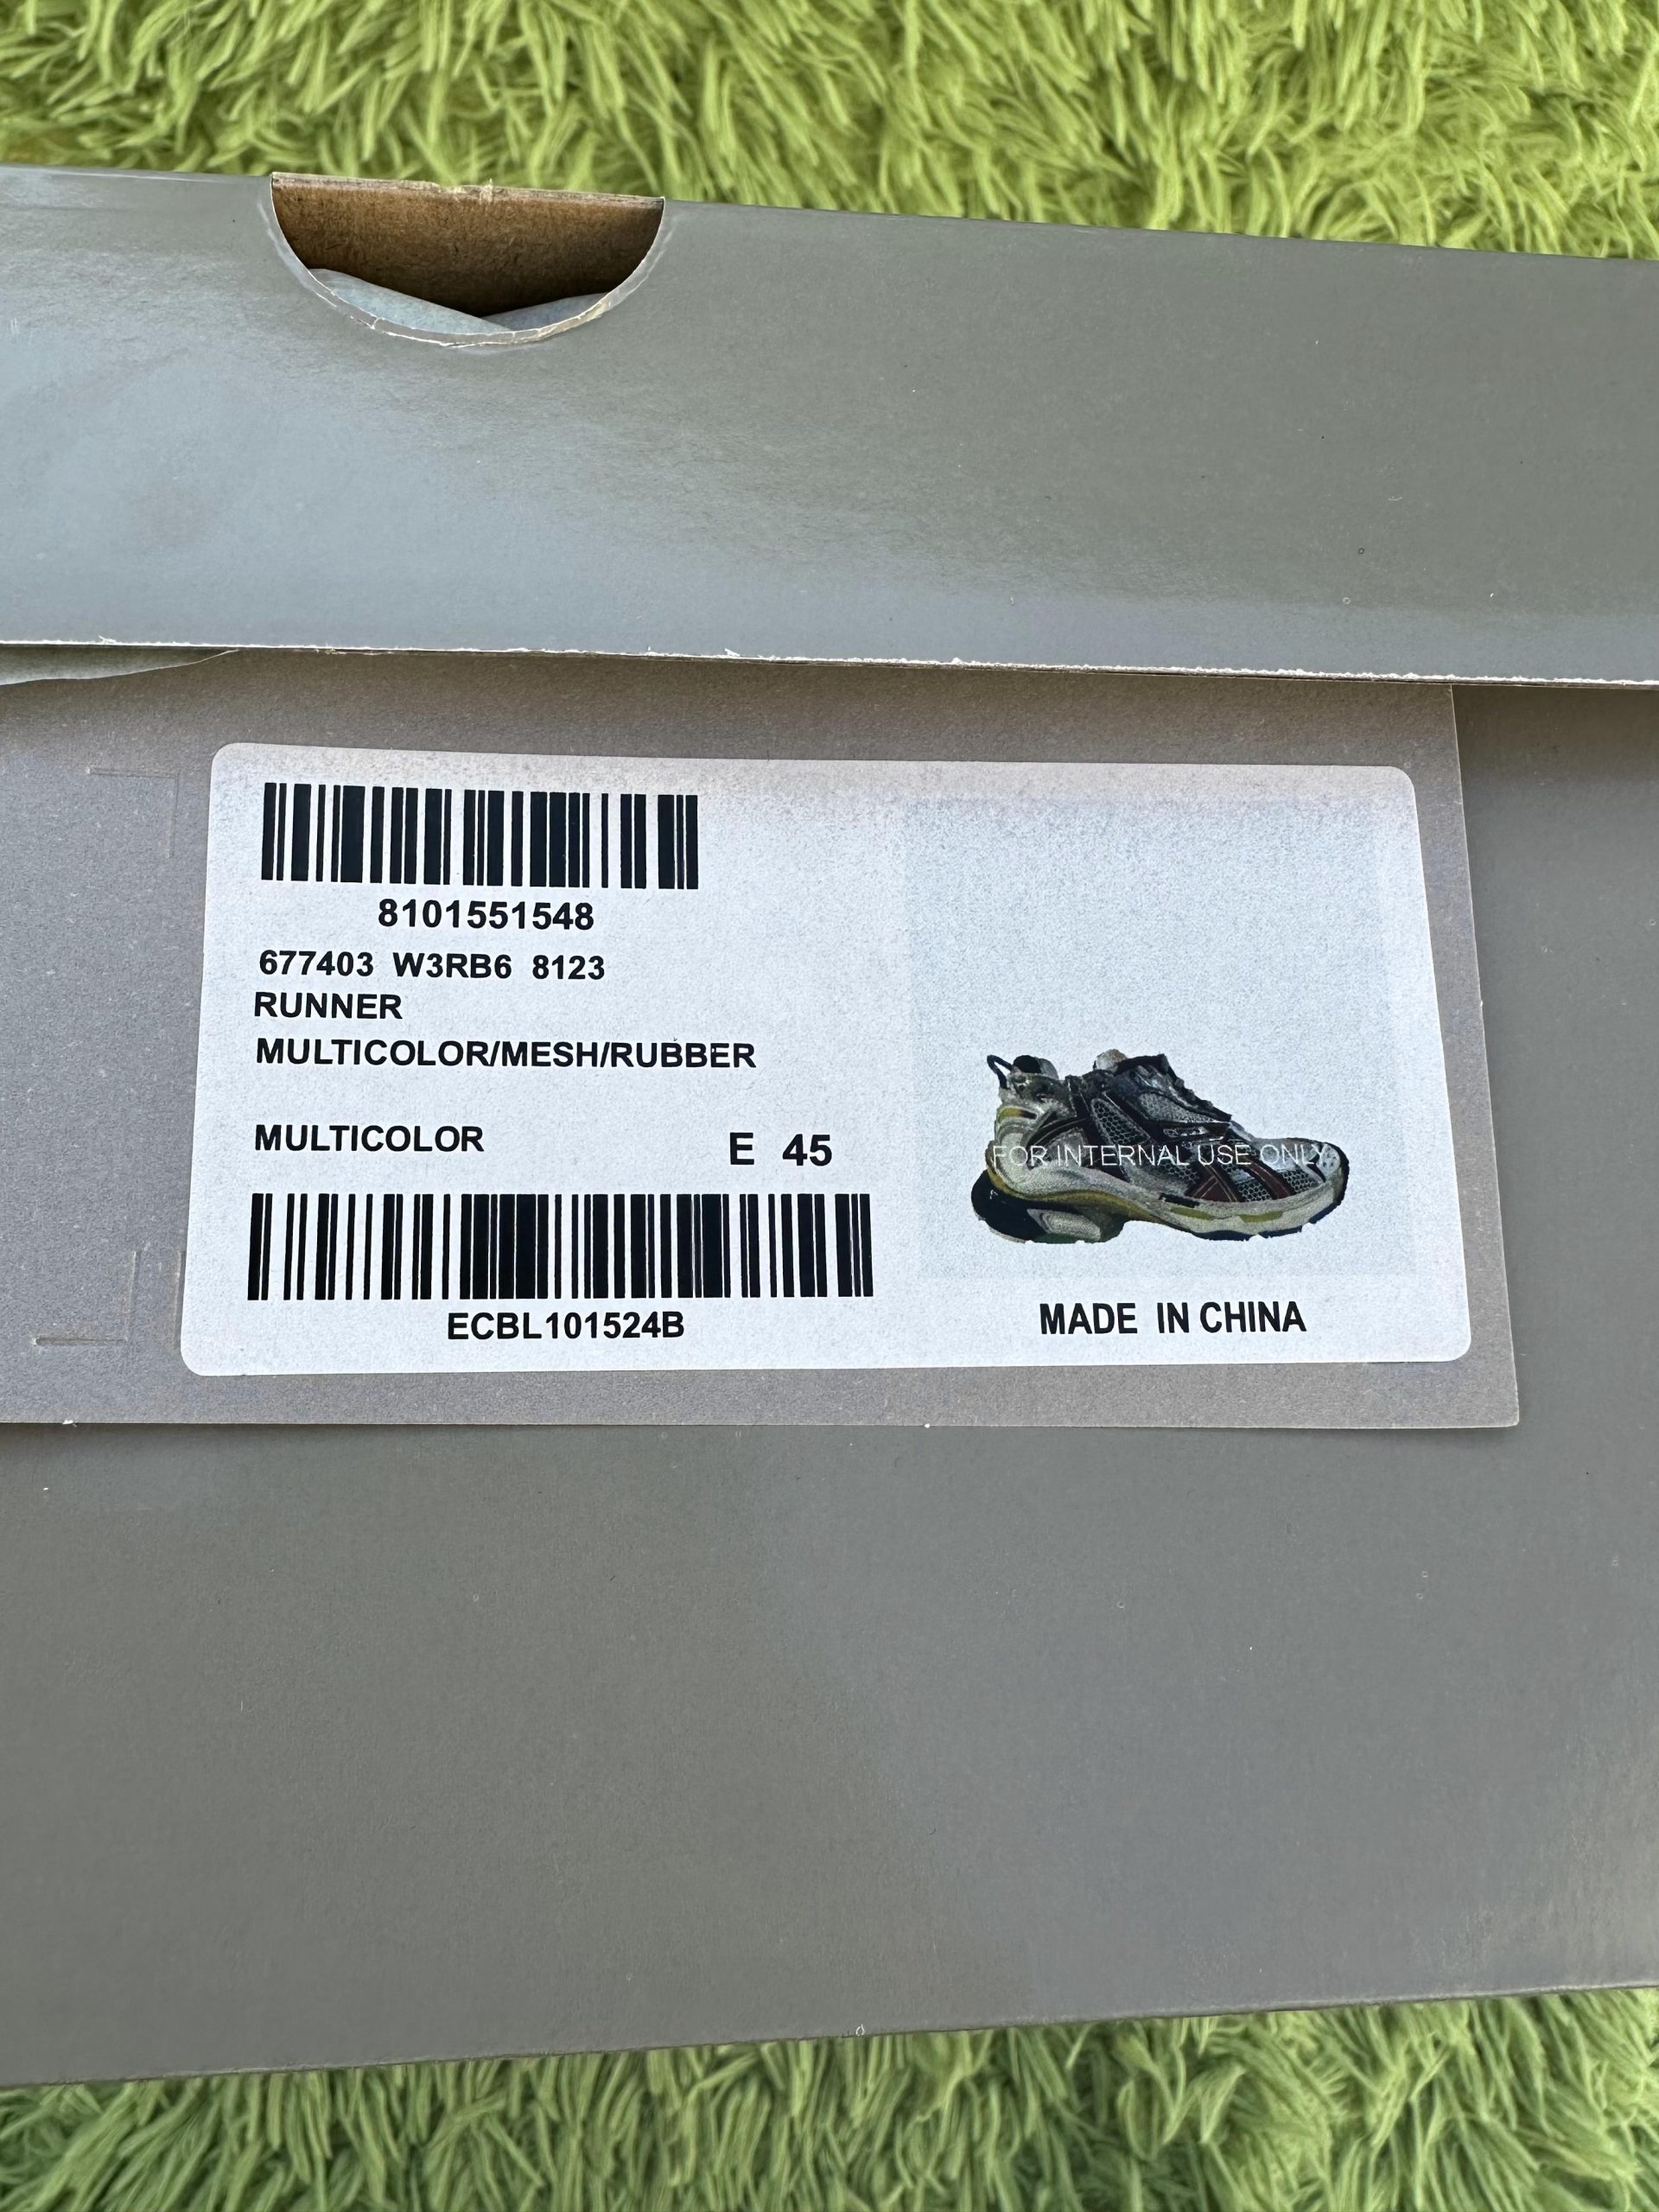 8101551548
677403 W3RB6 8123
RUNNER
MULTICOLOR/MESH/RUBBER
MULTICOLOR
E 45
ECBL101524B
FOR INTERNAL USE ONLY
MADE IN CHINA